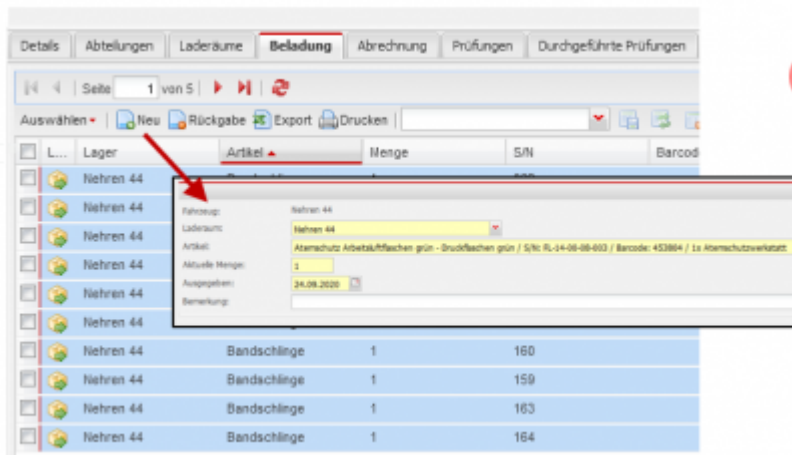 Details Abteilungen Laderäume Beladung Abrechnung Prüfungen Durchgeführte Prüfungen
Seite 1 von 5
Auswählen Neu Rückgabe Export Drucken
L... Lager Artikel Menge S/N Barcod
Nehren 44
Nehren 44
Nehren 44
Nehren 44
Nehren 44
Nehren 44
Fahrzeug: Nehren 44
Laderaum: Nehren 44
Artikel: Atemschutz Arbeitsluftflaschen grün - Druckflaschen grün / S/N: RL-14-08-08-003 / Barcode: 453864 / 1x Atemschutzwerkstatt
Aktuelle Menge: 1
Ausgegeben: 24.08.2020
Bemerkung:
Nehren 44 Bandschlinge 1 160
Nehren 44 Bandschlinge 1 159
Nehren 44 Bandschlinge 1 163
Nehren 44 Bandschlinge 1 164